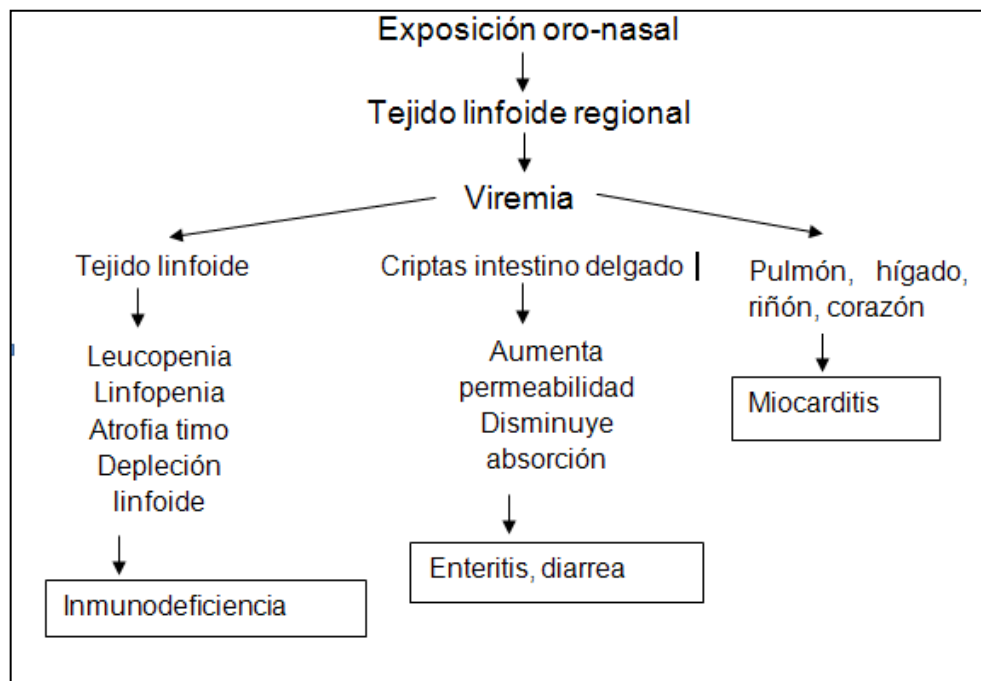 Exposición oro-nasal
Tejido linfoide regional
Viremia
Tejido linfoide
Leucopenia
Linfopenia
Atrofia timo
Depleción
linfoide
Inmunodeficiencia
Criptas intestino delgado
Aumenta
permeabilidad
Disminuye
absorción
Enteritis, diarrea
Pulmón, hígado,
riñón, corazón
Miocarditis